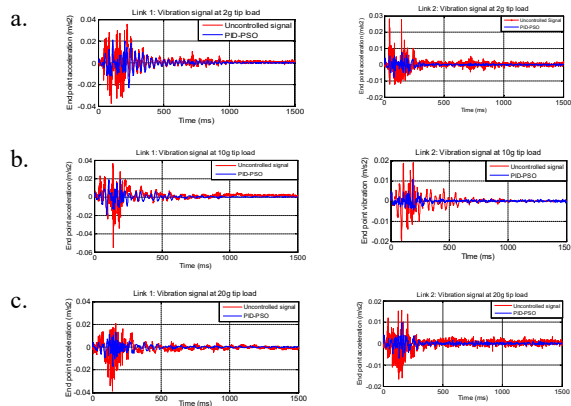 a.
Link 1: Vibration signal at 2g tip load
End point acceleration (m/s2)
0.04
0.02
0
-0.02
-0.04
Uncontrolled signal
PID-PSO
0 500 1000 1500
Time (ms)
Link 2: Vibration signal at 2g tip load
End point acceleration (m/s2)
0.03
0.02
0.01
0
-0.01
-0.02
Uncontrolled signal
PID-PSO
0 500 1000 1500
Time (ms)
b.
Link 1: Vibration signal at 10g tip load
End point acceleration (m/s2)
0.04
0.02
0
-0.02
-0.04
-0.06
Uncontrolled signal
PID-PSO
0 500 1000 1500
Time (ms)
Link 2: Vibration signal at 10g tip load
End point vibration (m/s2)
0.02
0.01
0
-0.01
-0.02
Uncontrolled signal
PID-PSO
0 500 1000 1500
TIme (ms)
c.
Link 1: Vibration signal at 20g tip load
End point acceleration (m/s2)
0.04
0.02
0
-0.02
-0.04
Uncontrolled signal
PID-PSO
0 500 1000 1500
Time (ms)
Link 2: Vibration signal at 20g tip load
End point acceleration (m/s2)
0.02
0.01
0
-0.01
-0.02
Uncontrolled signal
PID-PSO
0 500 1000 1500
Time (ms)